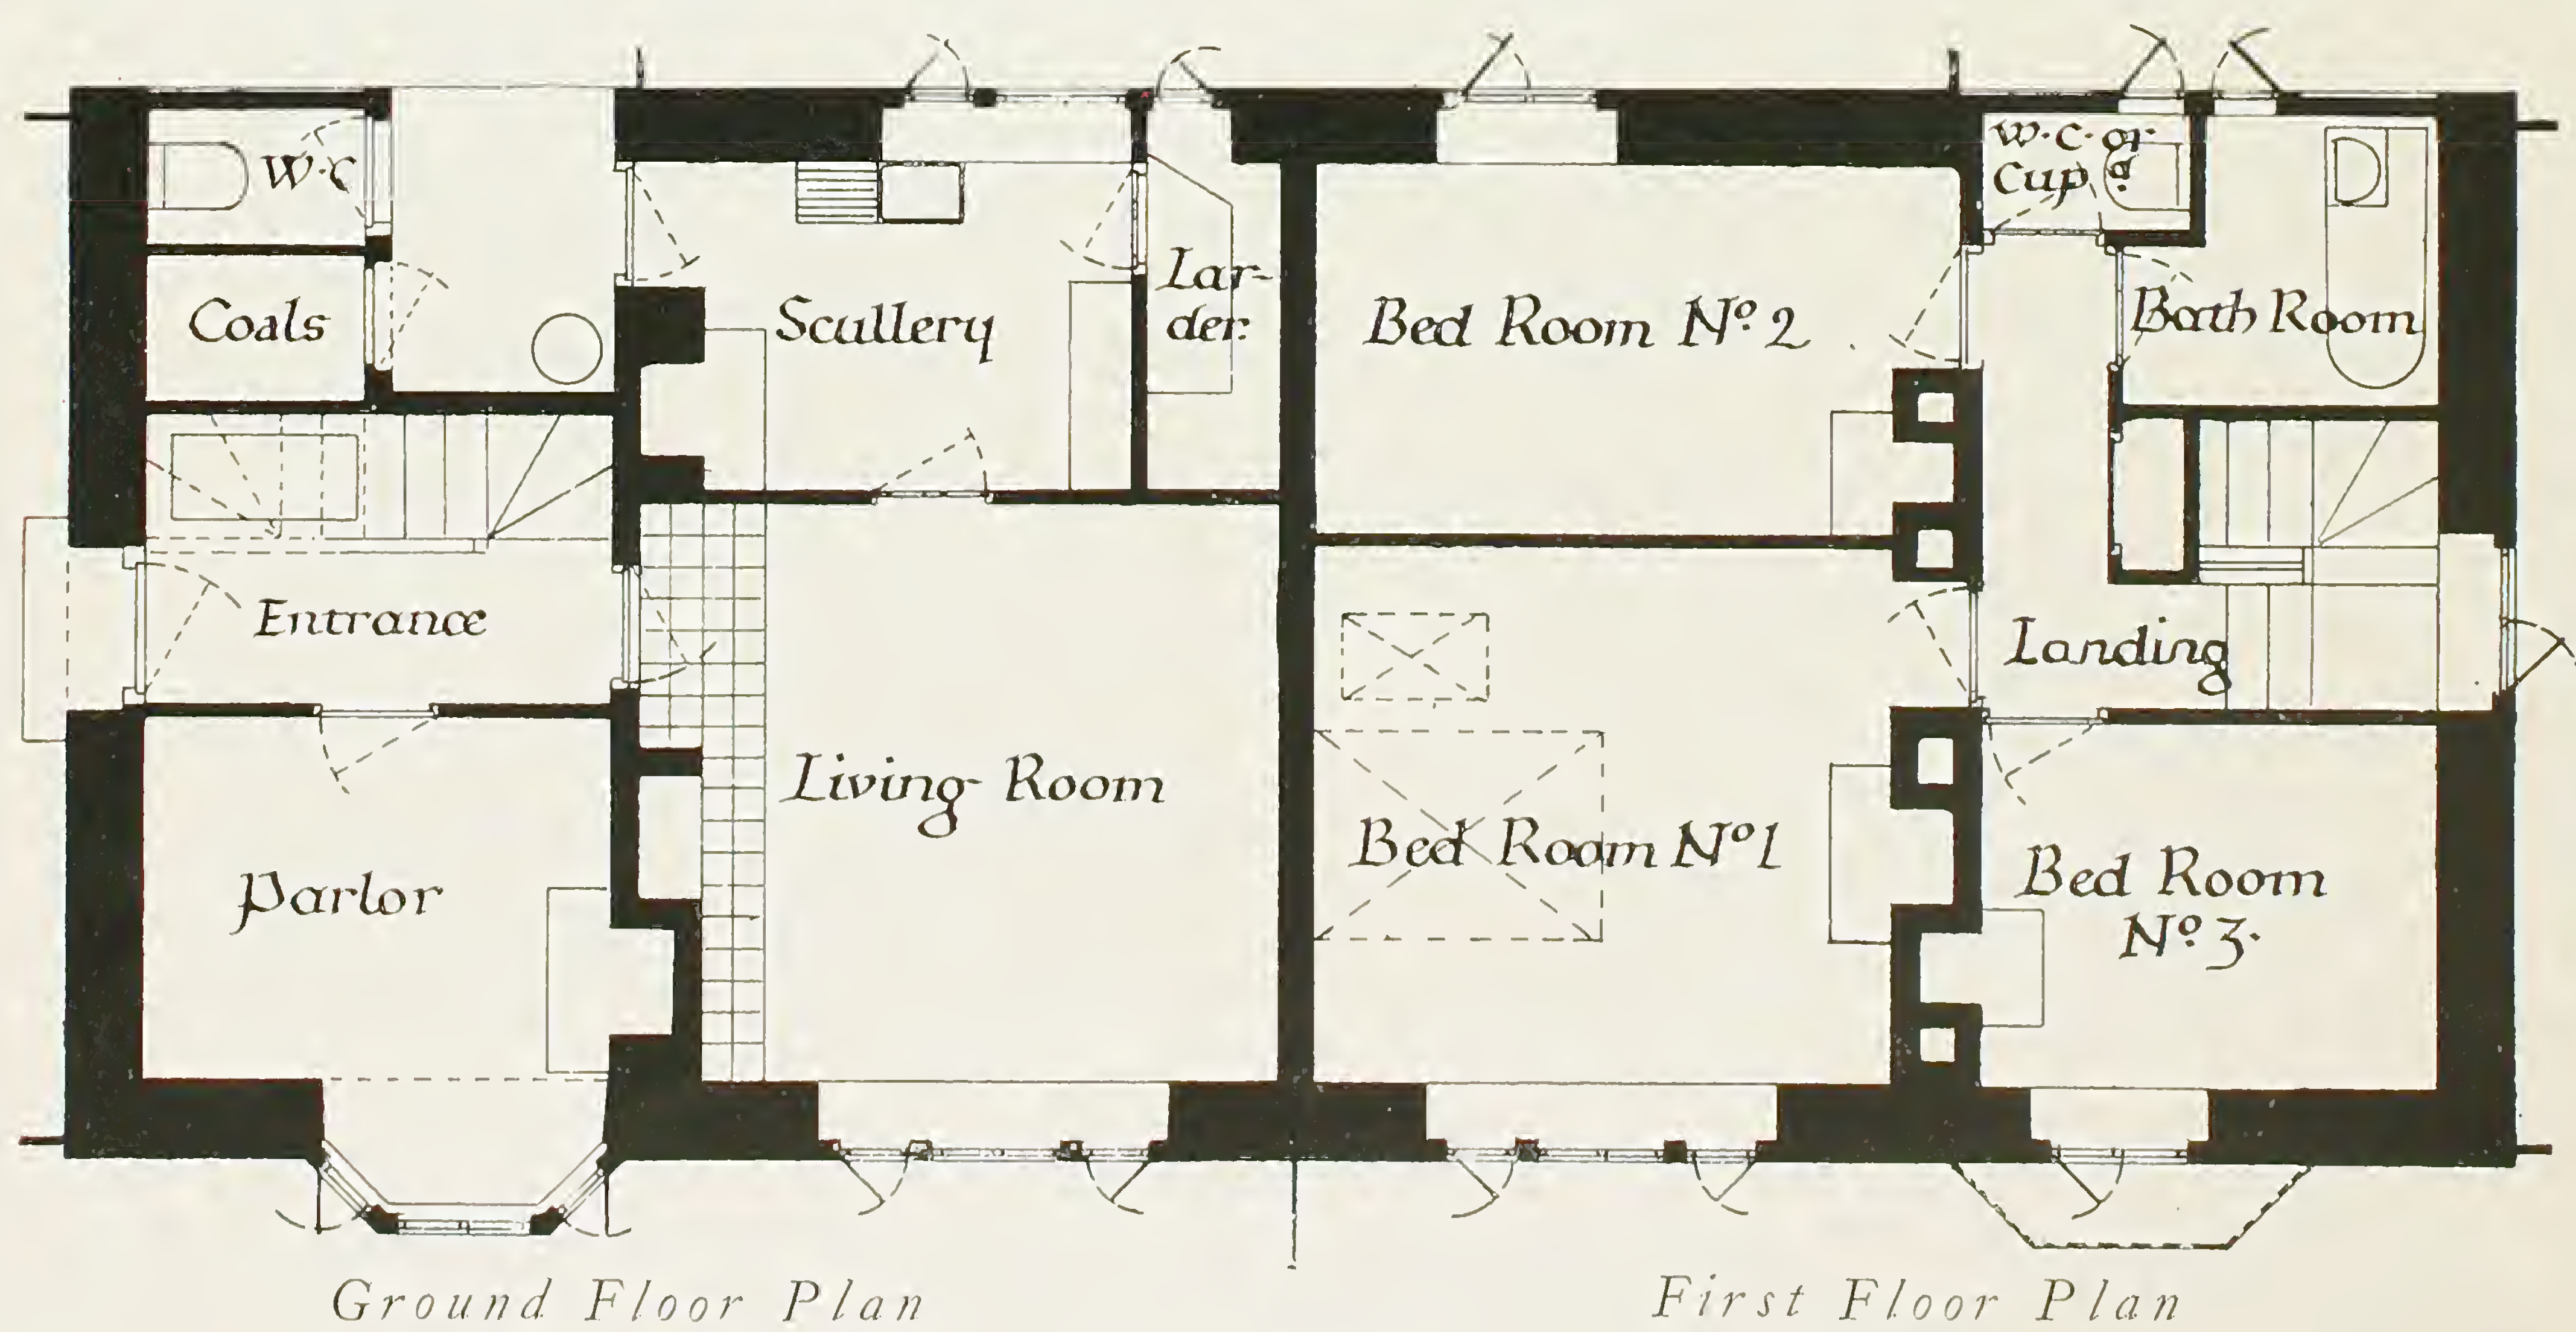 W·C
Coals
Scullery
Lar-
der.
Entrance
Parlor
Living Room
Bed Room Nº 2
W·C· or
Cupᵈ
Bath Room
Landing
Bed Room Nº 1
Bed Room
Nº 3.
Ground Floor Plan
First Floor Plan